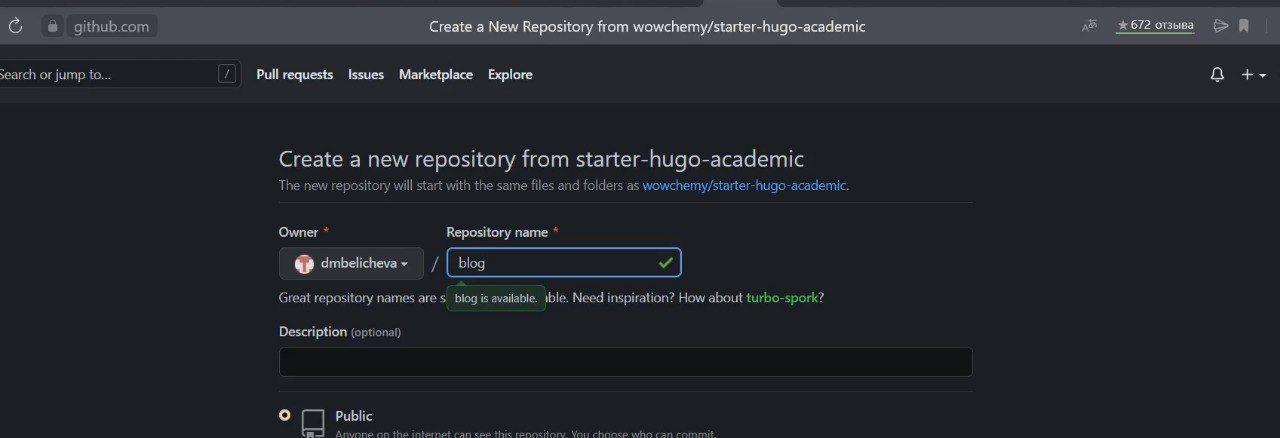 github.com
Create a New Repository from wowchemy/starter-hugo-academic
672 отзыва
Search or jump to...
/
Pull requests Issues Marketplace Explore
Create a new repository from starter-hugo-academic
The new repository will start with the same files and folders as wowchemy/starter-hugo-academic.
Owner * Repository name *
dmbelicheva / blog
Great repository names are s
blog is available.
ble. Need inspiration? How about turbo-spork?
Description (optional)
Public
Anyone on the internet can see this repository. You choose who can commit.